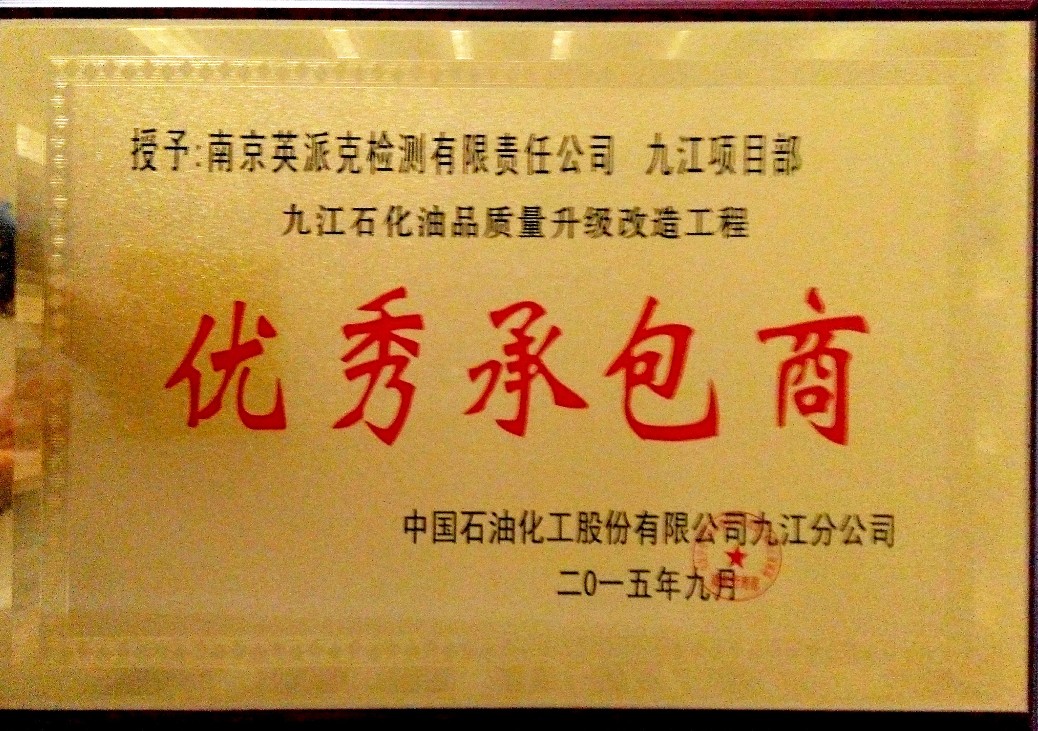 授予:南京英派克检测有限责任公司 九江项目部
九江石化油品质量升级改造工程
优秀承包商
中国石油化工股份有限公司九江分公司
二0一五年九月